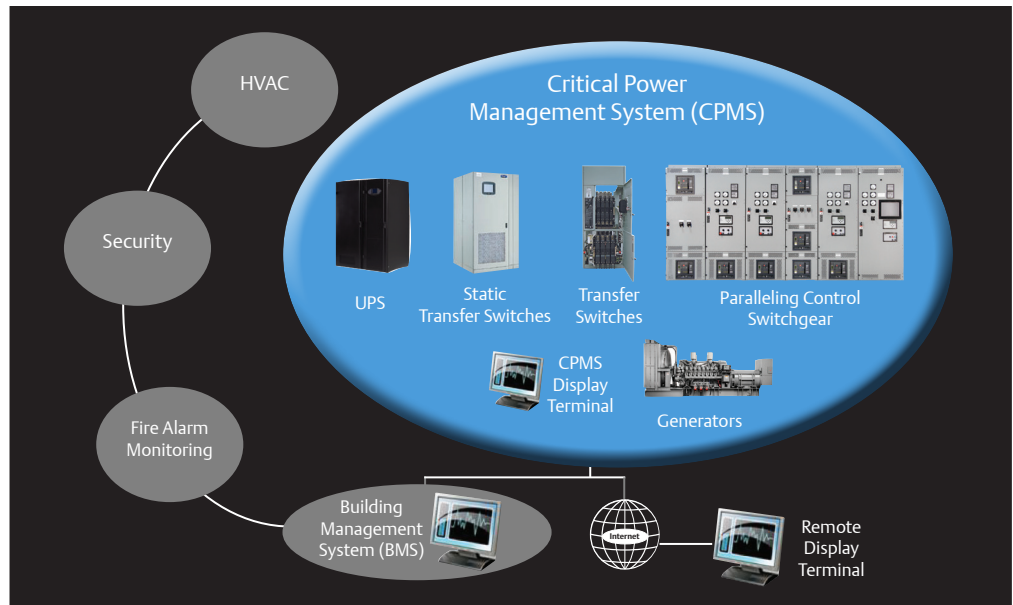 HVAC
Critical Power
Management System (CPMS)
Security
UPS
Static
Transfer Switches
Transfer
Switches
Paralleling Control
Switchgear
CPMS
Display
Terminal
Generators
Fire Alarm
Monitoring
Building
Management
System (BMS)
Internet
Remote
Display
Terminal